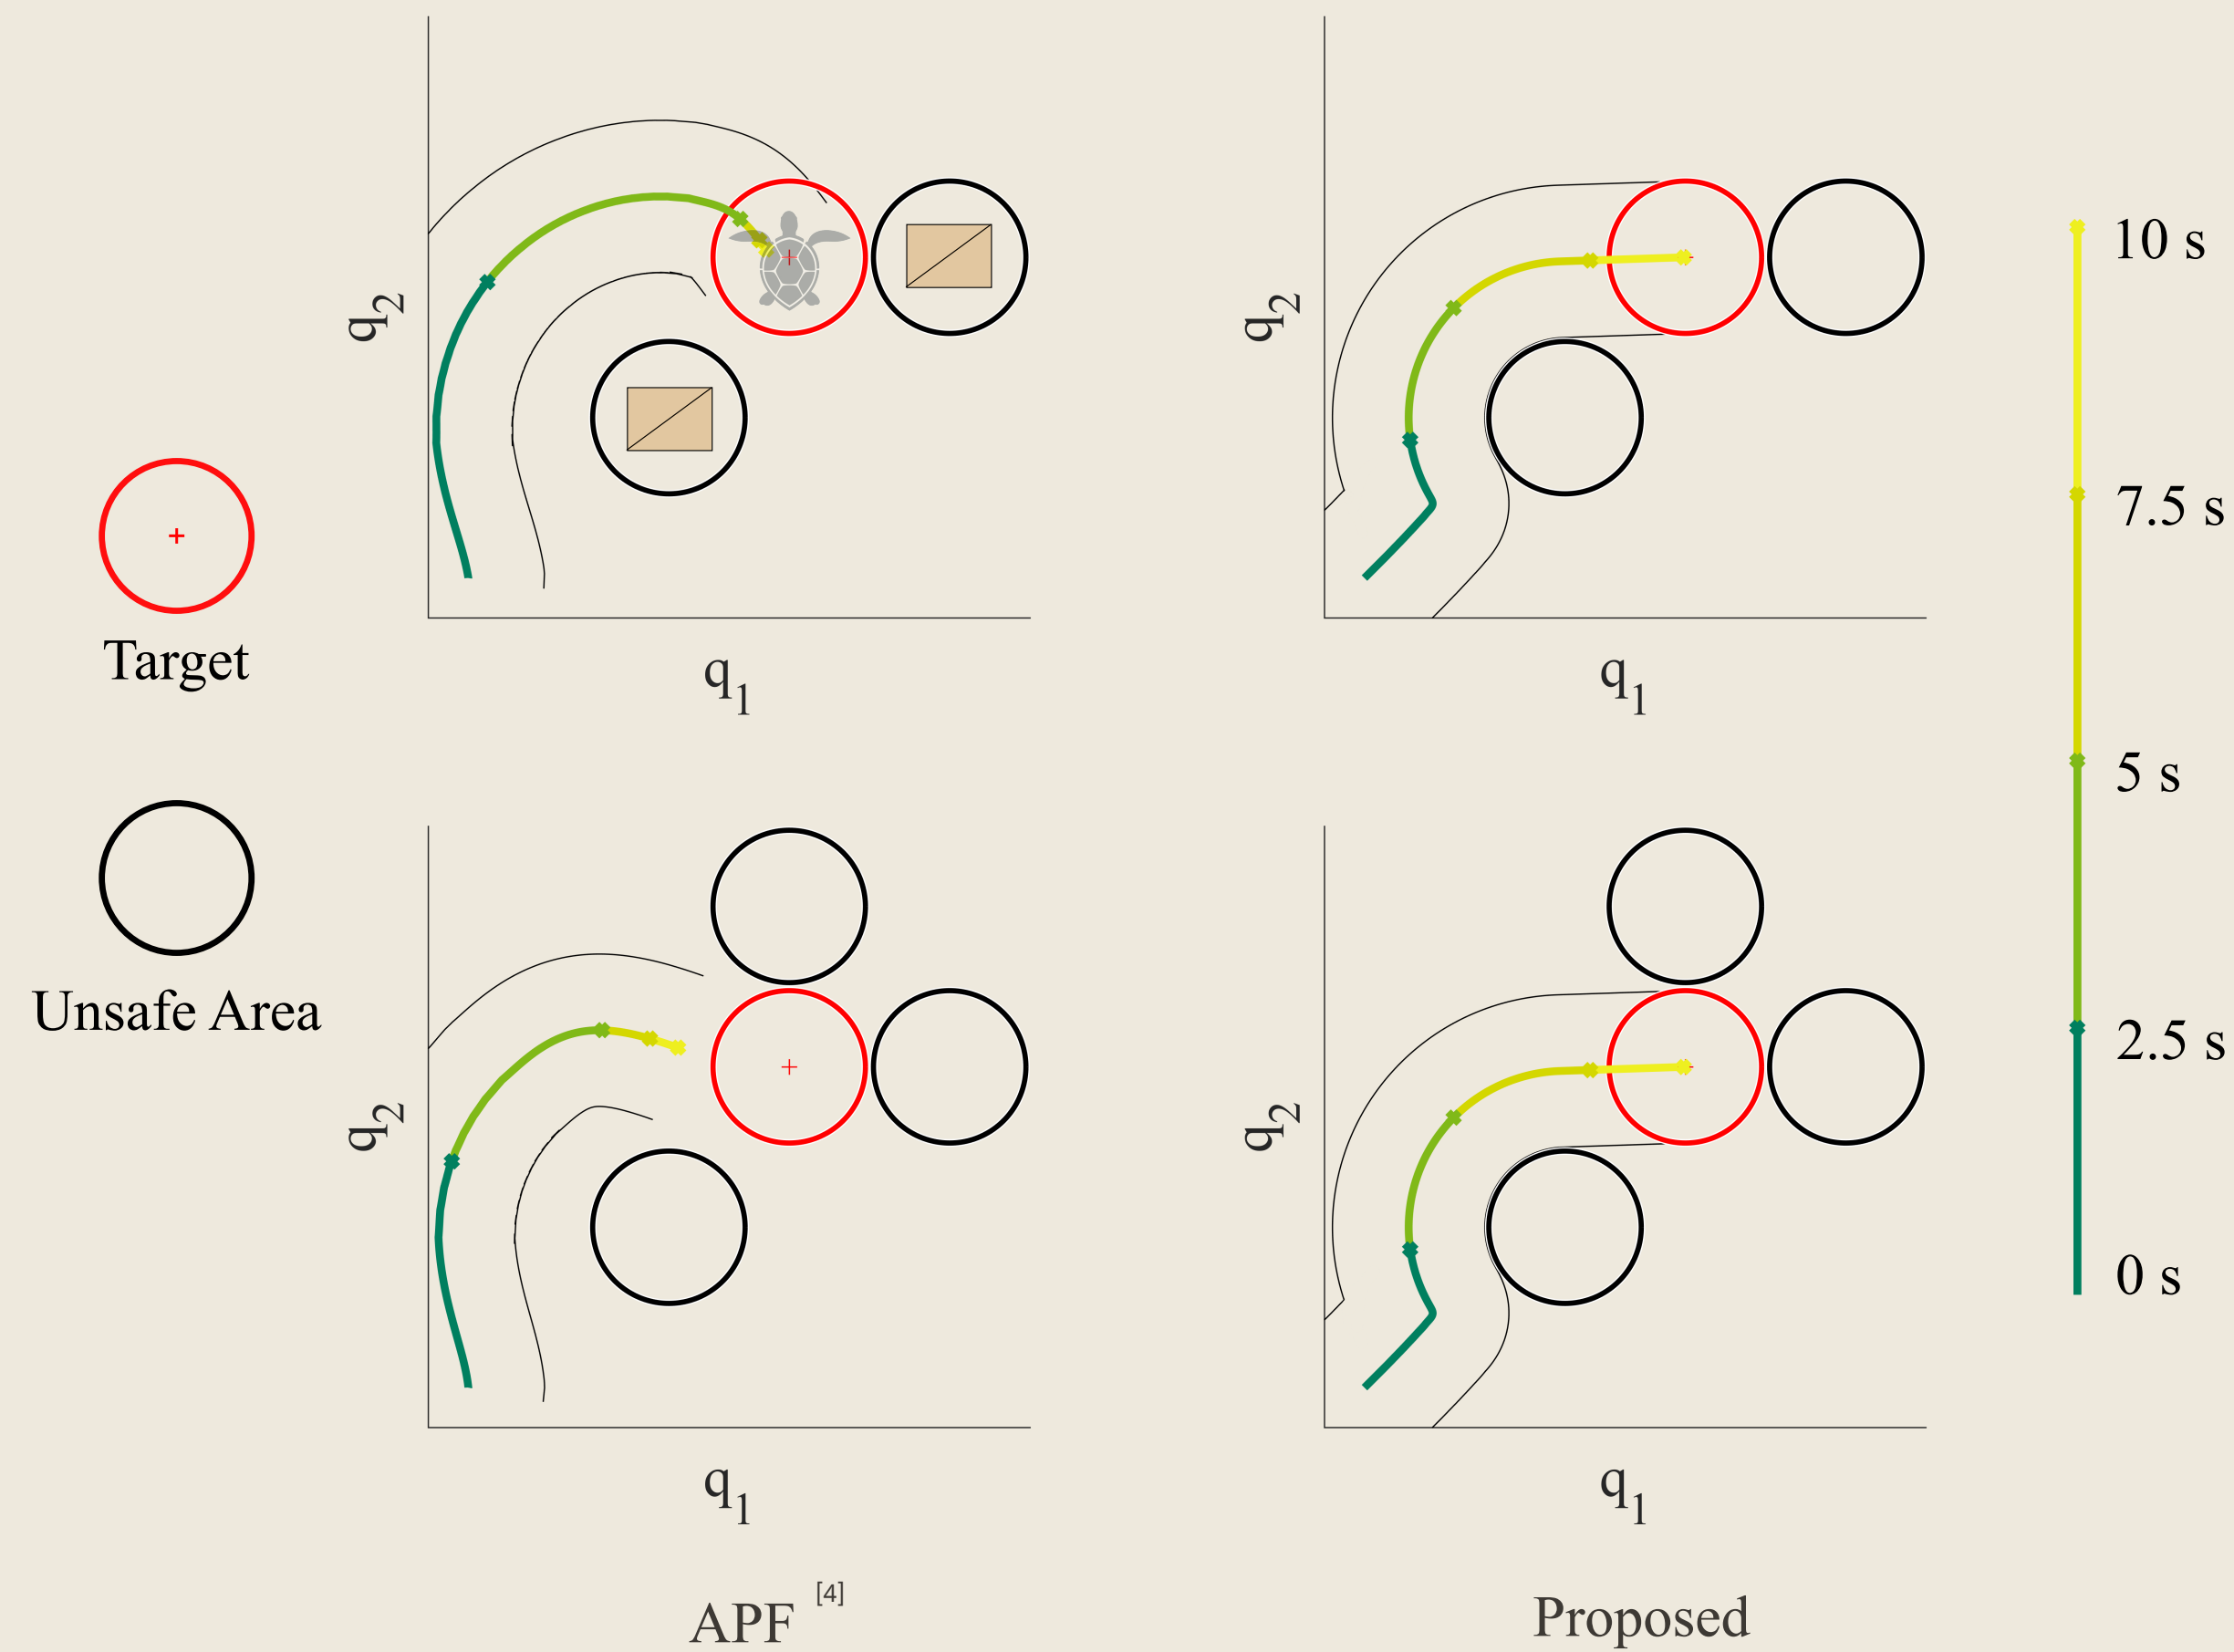 Target
Unsafe Area
q2
q1
q2
q1
q2
q1
q2
q1
10 s
7.5 s
5 s
2.5 s
0 s
APF [4]
Proposed